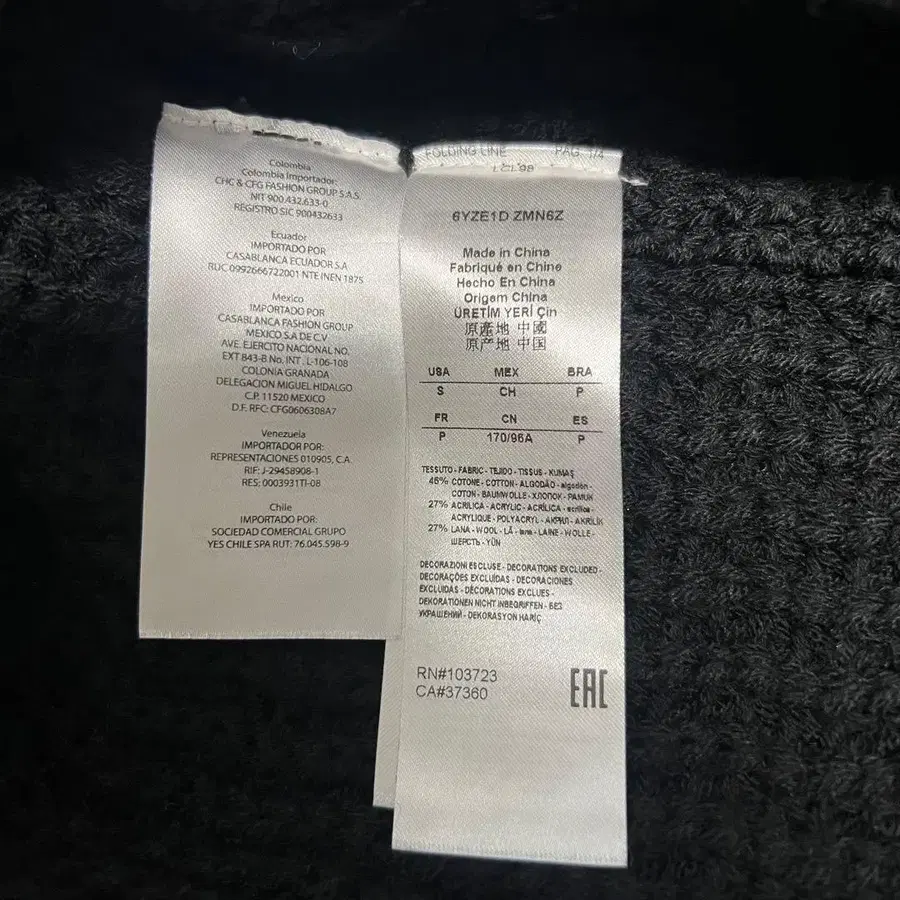 Colombia
Colombia Importador:
CHC & CFG FASHION GROUP S.A.S.
NIT 900.432.633-0
REGISTRO SIC 900432633
Ecuador
IMPORTADO POR
CASABLANCA ECUADOR S.A
RUC 0992666722001 NTE INEN 1875
Mexico
IMPORTADO POR
CASABLANCA FASHION GROUP
MEXICO S.A DE C.V
AVE. EJERCITO NACIONAL NO.
EXT 843-B No. INT. L-106-108
COLONIA GRANADA
DELEGACION MIGUEL HIDALGO
C.P. 11520 MEXICO
D.F. RFC: CFG0606308A7
Venezuela
IMPORTADOR POR:
REPRESENTACIONES 010905, C.A.
RIF: J-29458908-1
RES: 0003931TI-08
Chile
IMPORTADO POR:
SOCIEDAD COMERCIAL GRUPO
YES CHILE SPA RUT: 76.045.598-9
FOLDING LINE PAG. 1/4
6YZE1D ZMN6Z
Made in China
Fabriqué en Chine
Hecho En China
Origem China
ÜRETİM YERİ Çin
原產地 中國
原产地 中国
USA MEX BRA
S CH P
FR CN ES
P 170/96A P
TESSUTO - FABRIC - TEJIDO - TISSUS - KUMAŞ
46% COTONE - COTTON - ALGODÃO - algodón -
COTON - BAUMWOLLE - ХЛОПОК - PAMUK
27% ACRILICA - ACRYLIC - ACRÍLICA - acrílica -
ACRYLIQUE - POLYACRYL - АКРИЛ - AKRİLİK
27% LANA - WOOL - LÃ - lana - LAINE - WOLLE -
ШЕРСТЬ - YÜN
DECORAZIONI ESCLUSE - DECORATIONS EXCLUDED -
DECORAÇÕES EXCLUÍDAS - DECORACIONES
EXCLUIDAS - DÉCORATIONS EXCLUES -
DEKORATIONEN NICHT INBEGRIFFEN - БЕЗ
УКРАШЕНИЙ - DEKORASYON HARİÇ
RN#103723
CA#37360
EAC